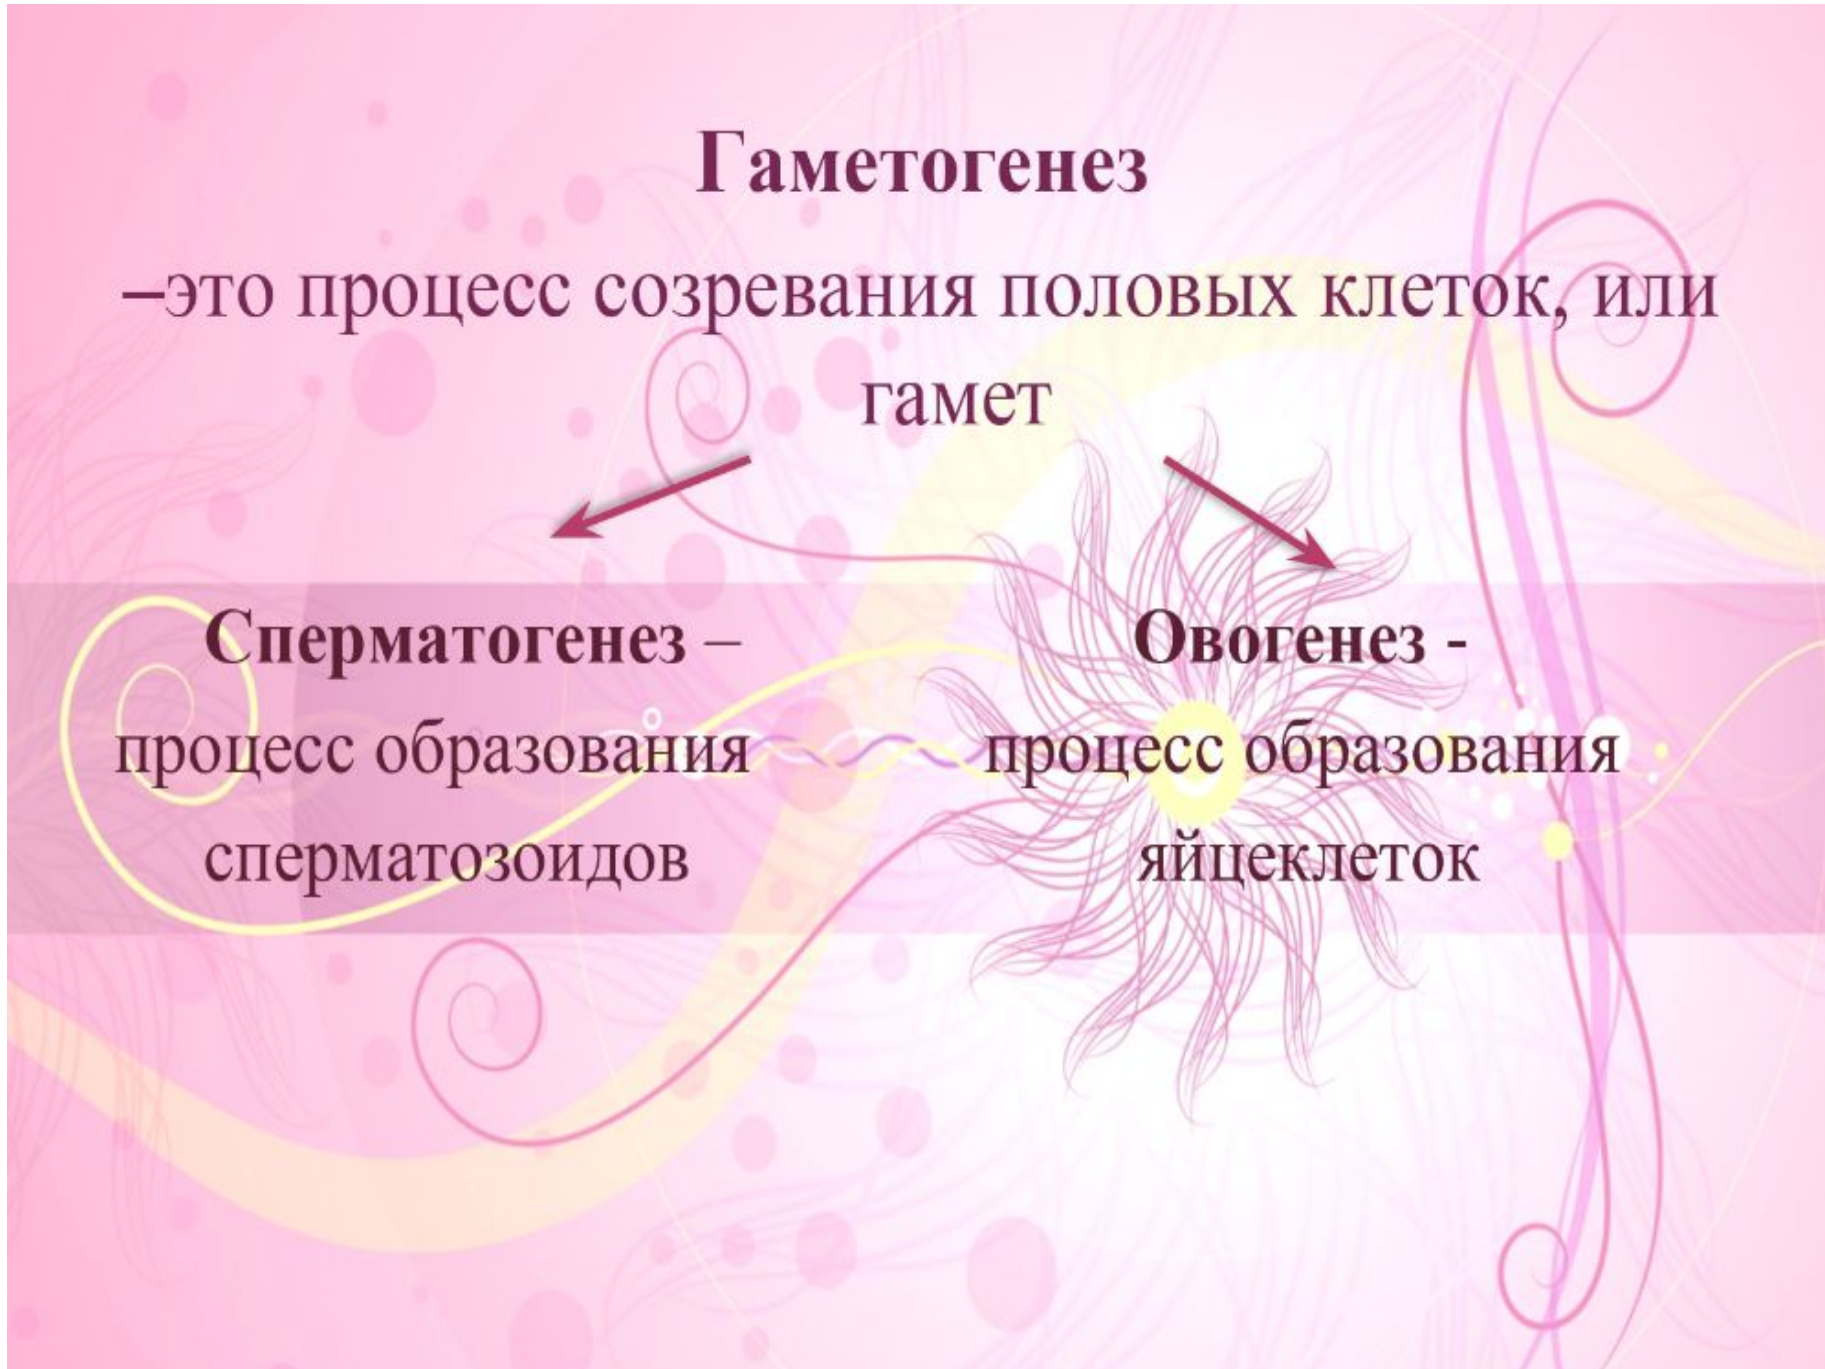 Гаметогенез
–это процесс созревания половых клеток, или
гамет
Сперматогенез –
процесс образования
сперматозоидов
Овогенез -
процесс образования
яйцеклеток